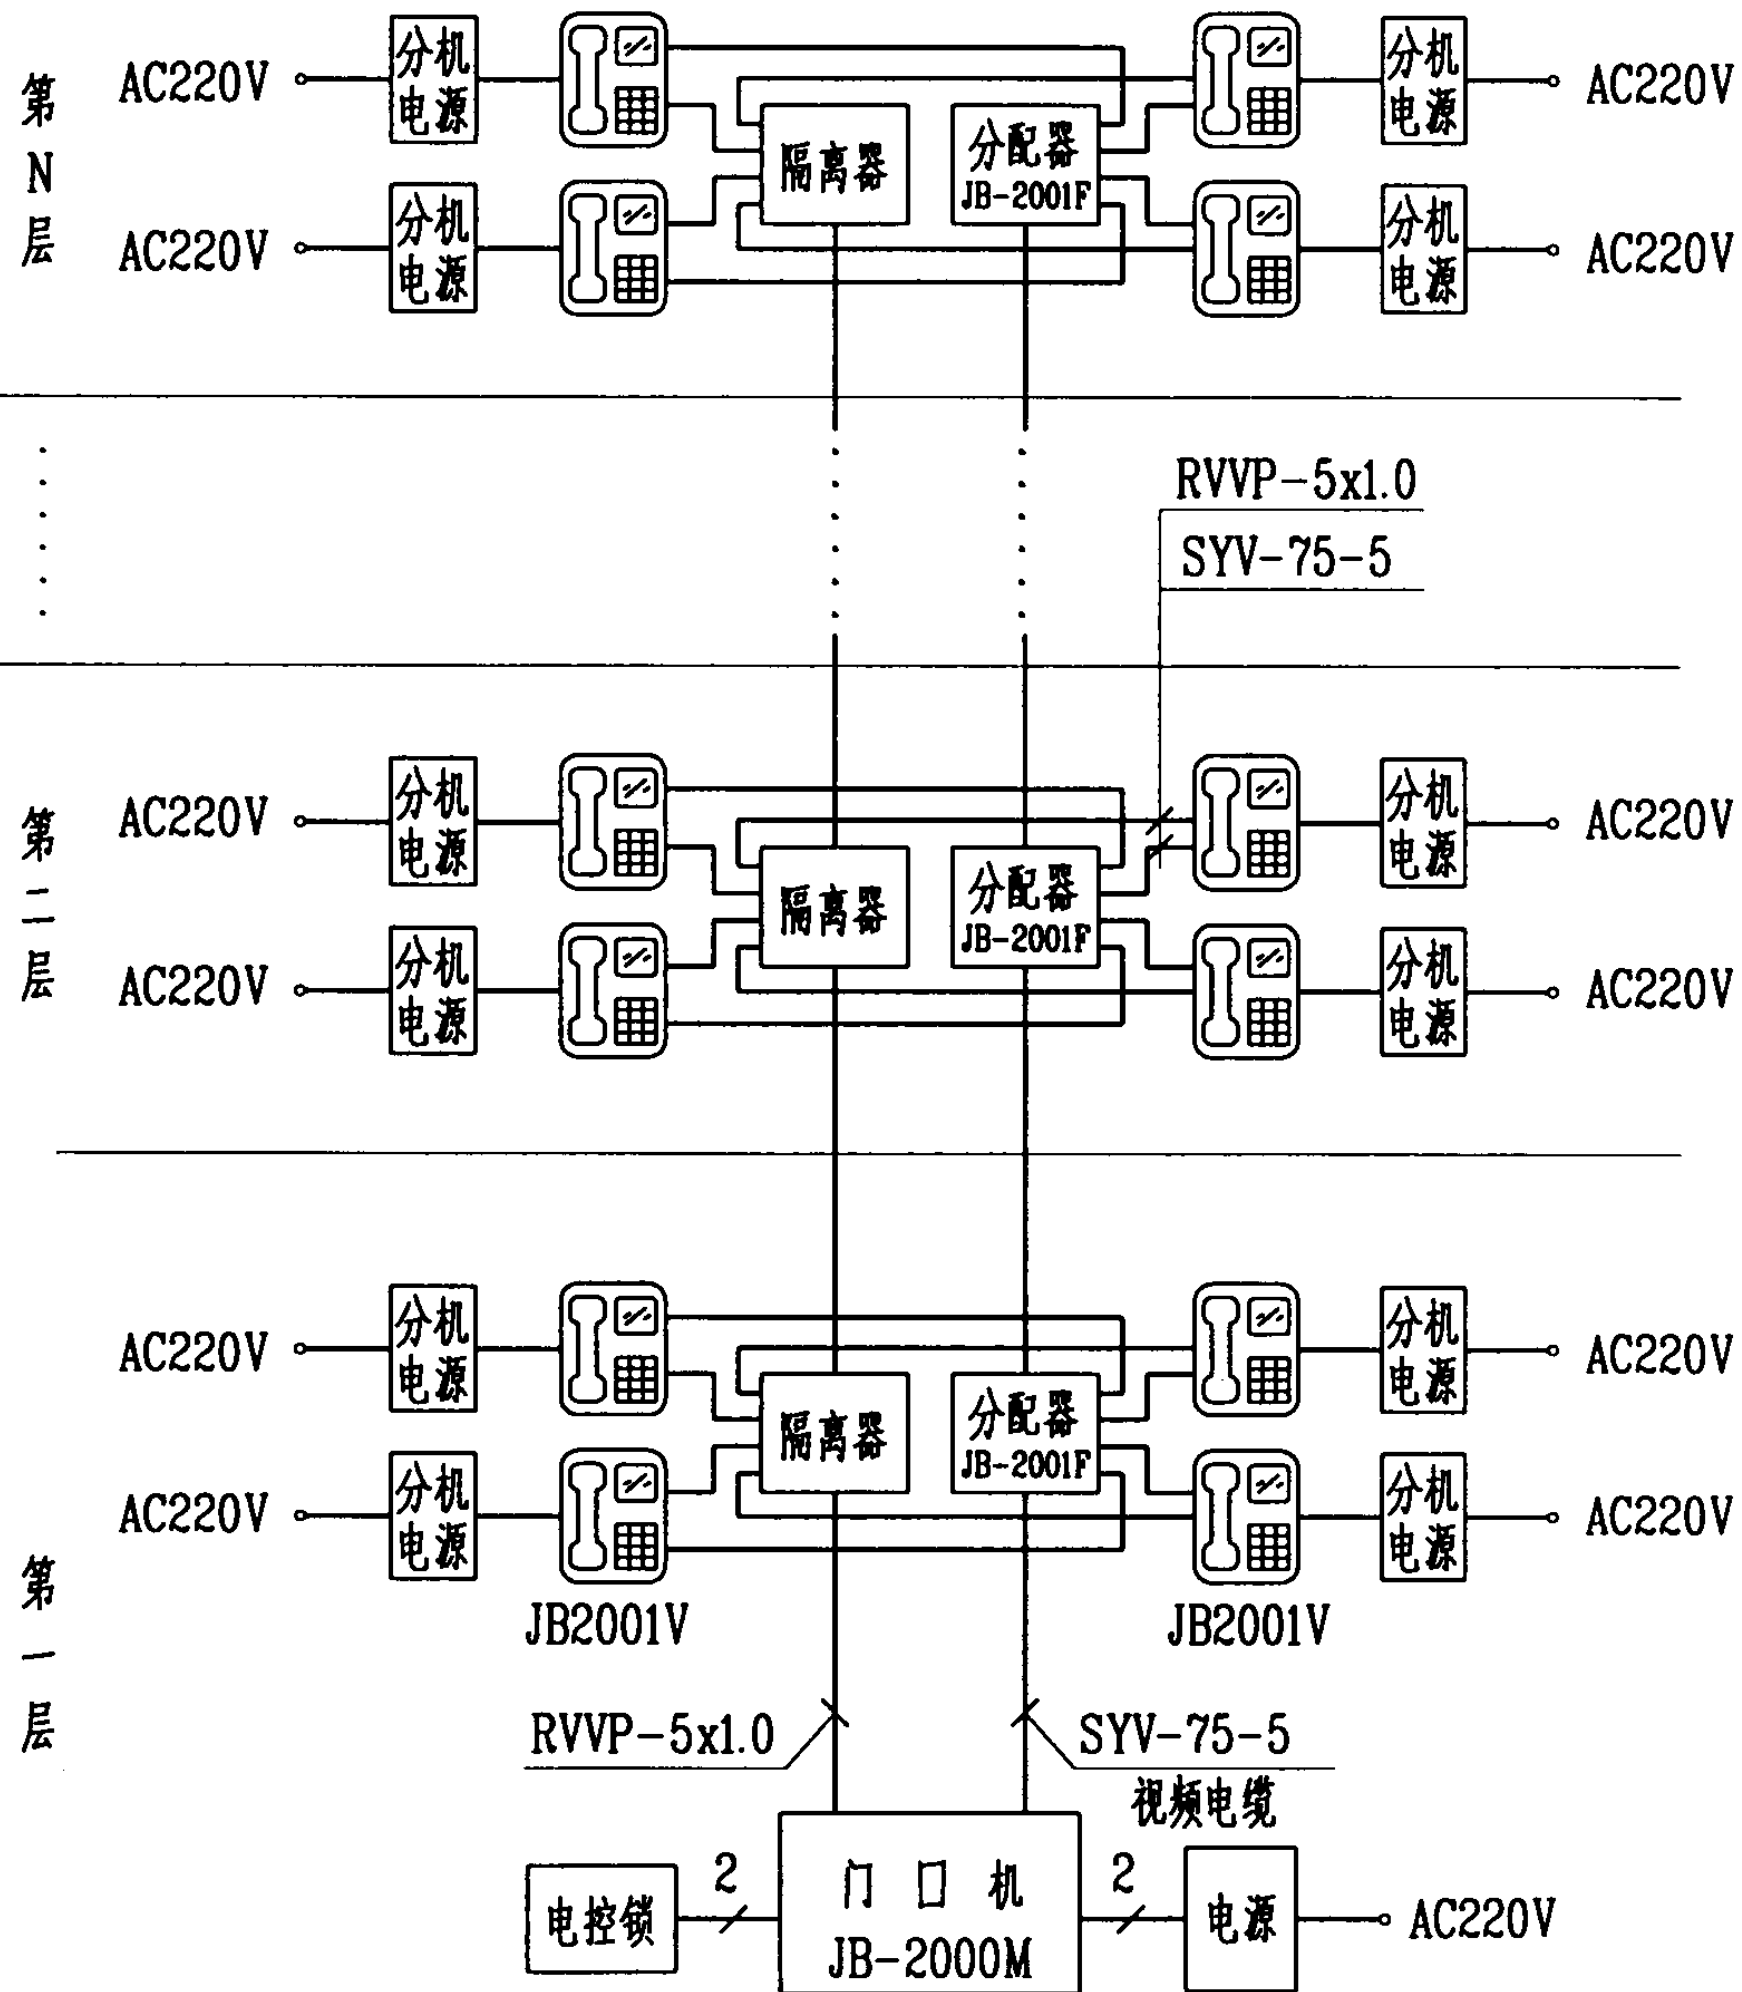 第
N
层
AC220V
分机
电源
分机
电源
AC220V
隔离器
分配器
JB-2001F
AC220V
分机
电源
分机
电源
AC220V
RVVP-5x1.0
SYV-75-5
第
二
层
AC220V
分机
电源
分机
电源
AC220V
隔离器
分配器
JB-2001F
AC220V
分机
电源
分机
电源
AC220V
第
一
层
AC220V
分机
电源
分机
电源
AC220V
隔离器
分配器
JB-2001F
AC220V
分机
电源
分机
电源
AC220V
JB2001V
JB2001V
RVVP-5x1.0
SYV-75-5
视频电缆
电控锁
2
门口机
JB-2000M
2
电源
AC220V